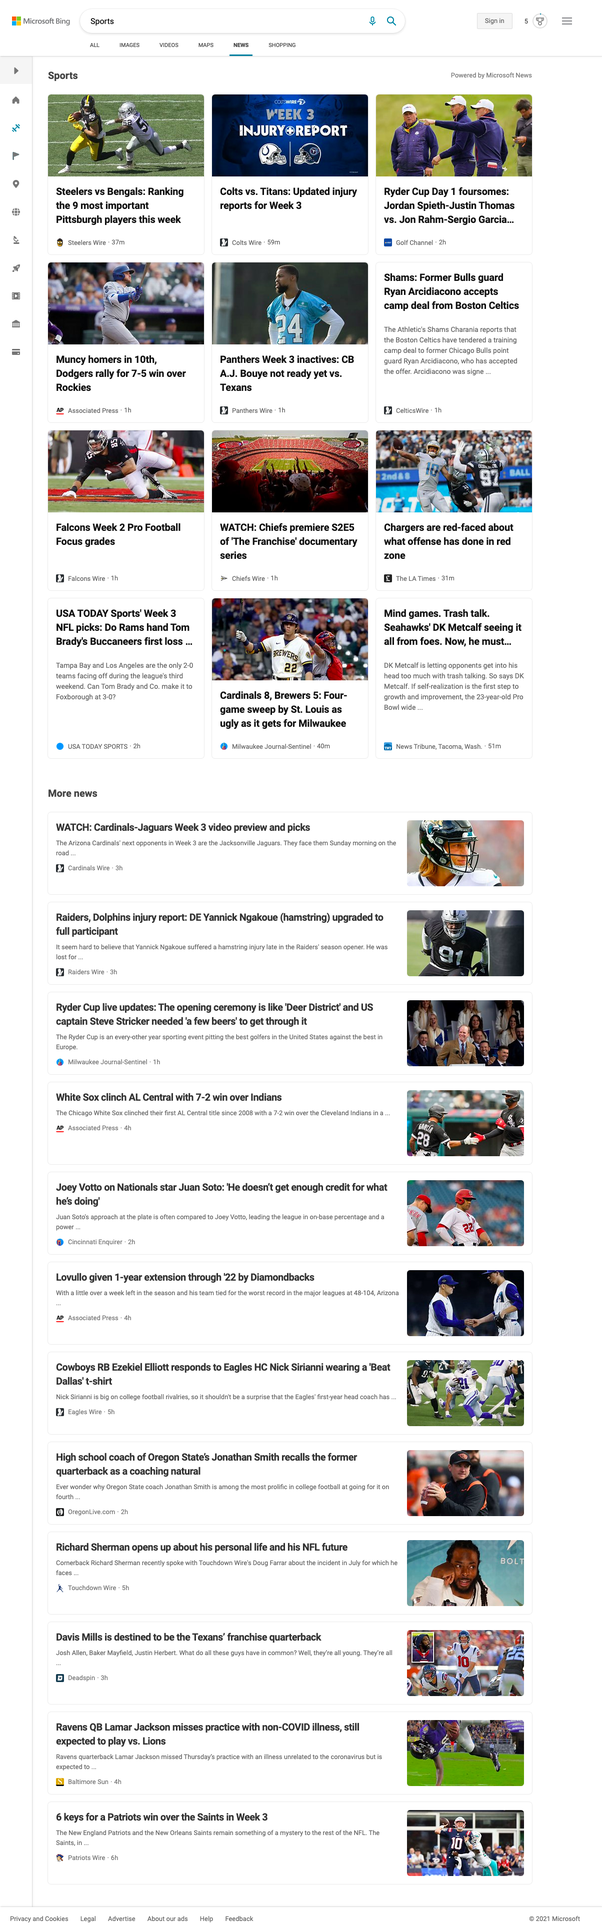 Microsoft Bing
Sports
Sign in
5
ALL IMAGES VIDEOS MAPS NEWS SHOPPING
Sports
Powered by Microsoft News
Steelers vs Bengals: Ranking
the 9 most important
Pittsburgh players this week
Steelers Wire · 37m
COLTS WIRE
WEEK 3
INJURY+REPORT
Colts vs. Titans: Updated injury
reports for Week 3
Colts Wire · 59m
Ryder Cup Day 1 foursomes:
Jordan Spieth-Justin Thomas
vs. Jon Rahm-Sergio Garcia...
Golf Channel · 2h
Muncy homers in 10th,
Dodgers rally for 7-5 win over
Rockies
AP Associated Press · 1h
24
Panthers Week 3 inactives: CB
A.J. Bouye not ready yet vs.
Texans
Panthers Wire · 1h
Shams: Former Bulls guard
Ryan Arcidiacono accepts
camp deal from Boston Celtics
The Athletic's Shams Charania reports that
the Boston Celtics have tendered a training
camp deal to former Chicago Bulls point
guard Ryan Arcidiacono, who has accepted
the offer. Arcidiacono was signe ...
CelticsWire · 1h
Falcons Week 2 Pro Football
Focus grades
Falcons Wire · 1h
WATCH: Chiefs premiere S2E5
of 'The Franchise' documentary
series
Chiefs Wire · 1h
2nd&8
BALL
10
97
Chargers are red-faced about
what offense has done in red
zone
The LA Times · 31m
USA TODAY Sports' Week 3
NFL picks: Do Rams hand Tom
Brady's Buccaneers first loss ...
Tampa Bay and Los Angeles are the only 2-0
teams facing off during the league's third
weekend. Can Tom Brady and Co. make it to
Foxborough at 3-0?
USA TODAY SPORTS · 2h
BREWERS
22
Cardinals 8, Brewers 5: Four-
game sweep by St. Louis as
ugly as it gets for Milwaukee
Milwaukee Journal-Sentinel · 40m
Mind games. Trash talk.
Seahawks' DK Metcalf seeing it
all from foes. Now, he must...
DK Metcalf is letting opponents get into his
head too much with trash talking. So says DK
Metcalf. If self-realization is the first step to
growth and improvement, the 23-year-old Pro
Bowl wide ...
News Tribune, Tacoma, Wash. · 51m
More news
WATCH: Cardinals-Jaguars Week 3 video preview and picks
The Arizona Cardinals' next opponents in Week 3 are the Jacksonville Jaguars. They face them Sunday morning on the
road ...
Cardinals Wire · 3h
Raiders, Dolphins injury report: DE Yannick Ngakoue (hamstring) upgraded to
full participant
It seem hard to believe that Yannick Ngakoue suffered a hamstring injury late in the Raiders' season opener. He was
lost for ...
Raiders Wire · 3h
91
Ryder Cup live updates: The opening ceremony is like 'Deer District' and US
captain Steve Stricker needed 'a few beers' to get through it
The Ryder Cup is an every-other year sporting event pitting the best golfers in the United States against the best in
Europe.
Milwaukee Journal-Sentinel · 1h
White Sox clinch AL Central with 7-2 win over Indians
The Chicago White Sox clinched their first AL Central title since 2008 with a 7-2 win over the Cleveland Indians in a ...
AP Associated Press · 4h
28
Joey Votto on Nationals star Juan Soto: 'He doesn't get enough credit for what
he's doing'
Juan Soto's approach at the plate is often compared to Joey Votto, leading the league in on-base percentage and a
power ...
Cincinnati Enquirer · 2h
22
Lovullo given 1-year extension through '22 by Diamondbacks
With a little over a week left in the season and his team tied for the worst record in the major leagues at 48-104, Arizona
...
AP Associated Press · 4h
Cowboys RB Ezekiel Elliott responds to Eagles HC Nick Sirianni wearing a 'Beat
Dallas' t-shirt
Nick Sirianni is big on college football rivalries, so it shouldn't be a surprise that the Eagles' first-year head coach has ...
Eagles Wire · 5h
High school coach of Oregon State's Jonathan Smith recalls the former
quarterback as a coaching natural
Ever wonder why Oregon State coach Jonathan Smith is among the most prolific in college football at going for it on
fourth ...
OregonLive.com · 2h
Richard Sherman opens up about his personal life and his NFL future
Cornerback Richard Sherman recently spoke with Touchdown Wire's Doug Farrar about the incident in July for which he
faces ...
Touchdown Wire · 5h
BOLT
Davis Mills is destined to be the Texans' franchise quarterback
Josh Allen, Baker Mayfield, Justin Herbert. What do all these guys have in common? Well, they're all young. They're all
...
Deadspin · 3h
10
Ravens QB Lamar Jackson misses practice with non-COVID illness, still
expected to play vs. Lions
Ravens quarterback Lamar Jackson missed Thursday's practice with an illness unrelated to the coronavirus but is
expected to ...
Baltimore Sun · 4h
6 keys for a Patriots win over the Saints in Week 3
The New England Patriots and the New Orleans Saints remain something of a mystery to the rest of the NFL. The
Saints, in ...
Patriots Wire · 6h
10
Privacy and Cookies Legal Advertise About our ads Help Feedback
© 2021 Microsoft